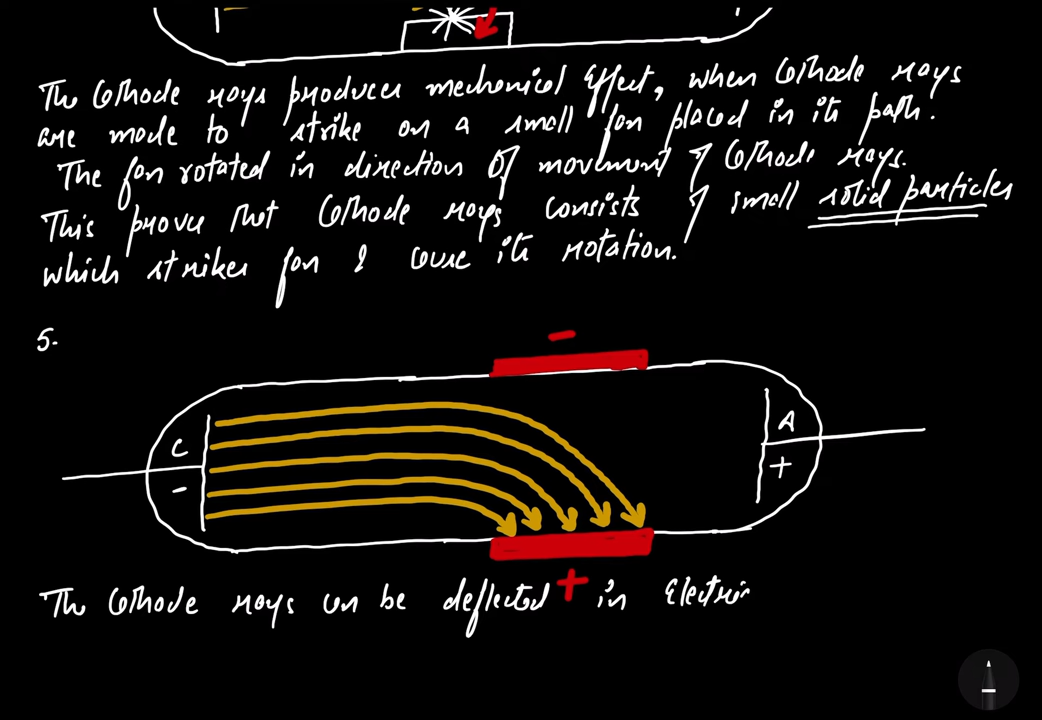 The Cathode rays produces mechanical Effect, when Cathode rays
are made to strike on a small fan placed in its path.
The fan rotated in direction of movement of Cathode rays.
This proves that Cathode rays consists of small solid particles
which strikes fan & cause its rotation.
5.
-
C
A
-
+
+
The Cathode rays can be deflected in Electric